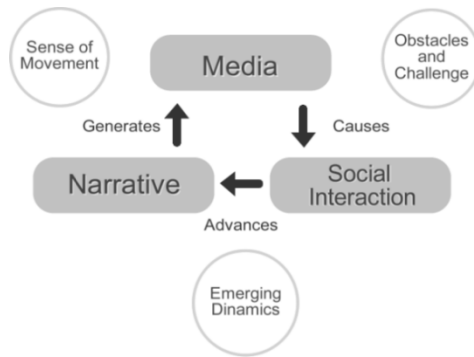 Sense of
Movement
Media
Obstacles
and
Challenge
Generates
Causes
Narrative
Social
Interaction
Advances
Emerging
Dinamics